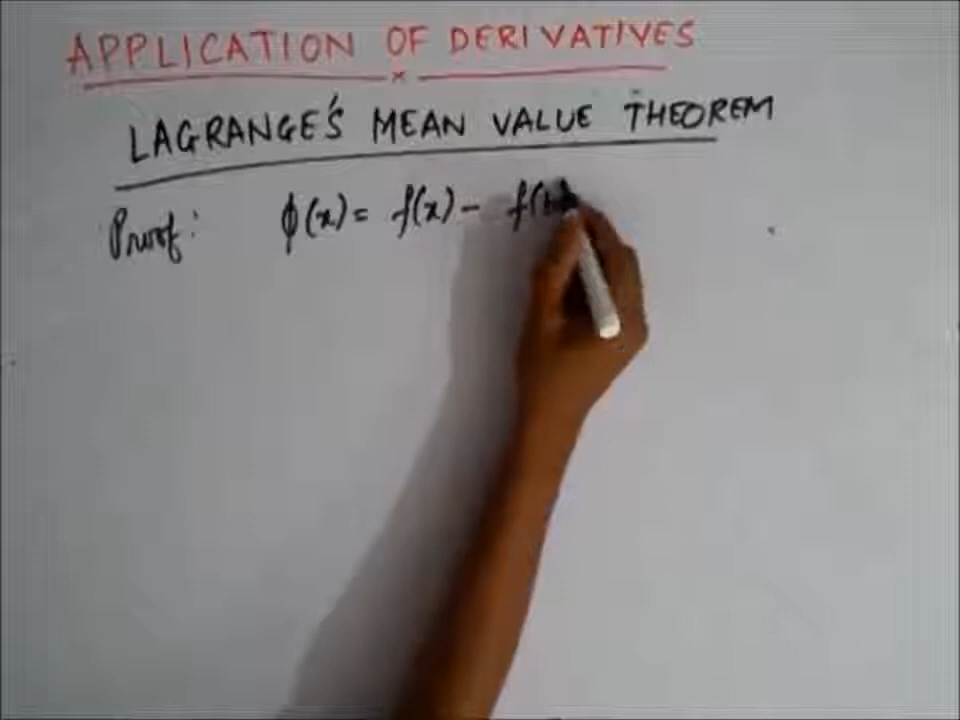 APPLICATION OF DERIVATIVES
LAGRANGE'S MEAN VALUE THEOREM
Proof: ϕ(x) = f(x) - f(